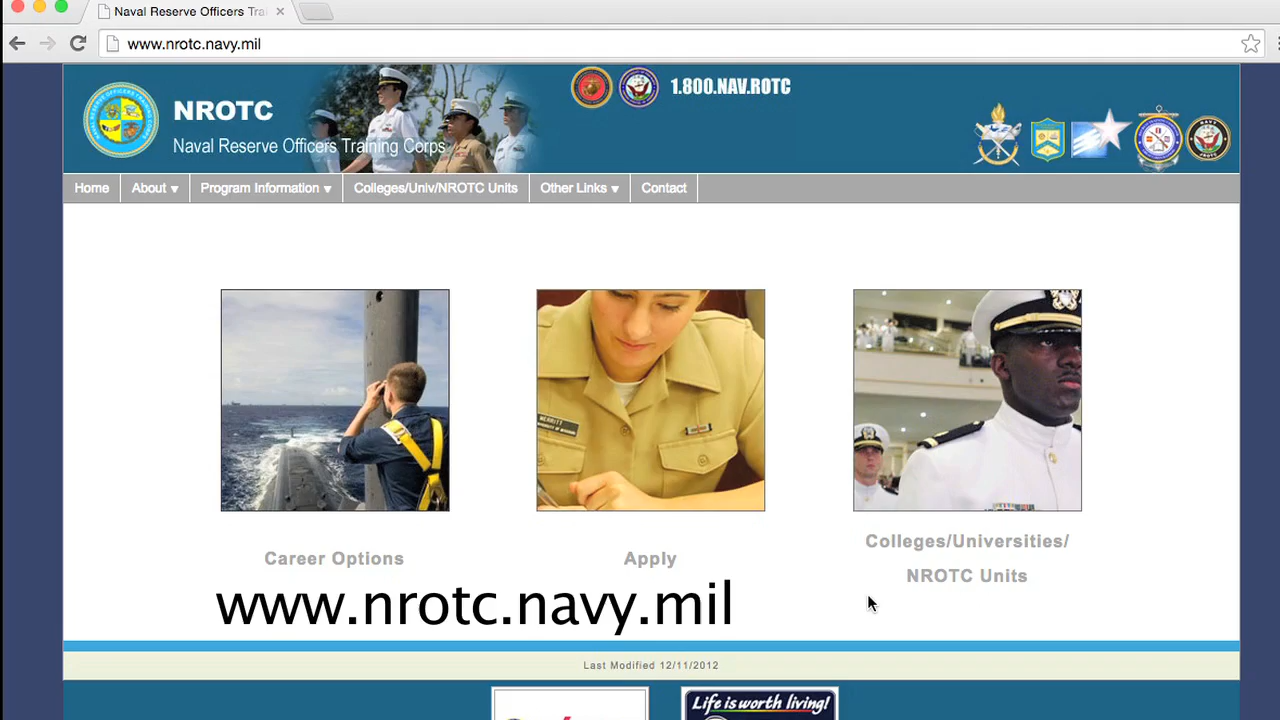 Naval Reserve Officers Trai
www.nrotc.navy.mil
1.800.NAV.ROTC
NROTC
Naval Reserve Officers Training Corps
Home
About
Program Information
Colleges/Univ/NROTC Units
Other Links
Contact
MERRITT
Career Options
Apply
Colleges/Universities/
NROTC Units
www.nrotc.navy.mil
Last Modified 12/11/2012
Life is worth living!